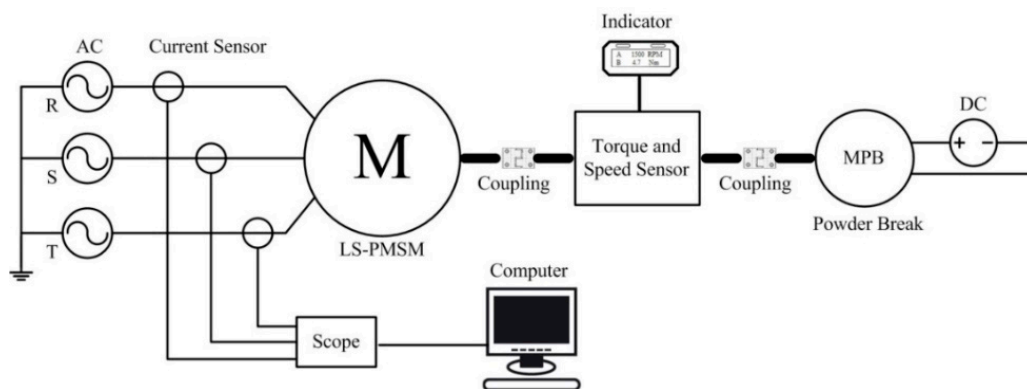 Indicator
A 1500 RPM
B 4.7 Nm
AC
Current Sensor
R
S
T
M
LS-PMSM
Coupling
Torque and
Speed Sensor
Coupling
MPB
Powder Break
DC
+ -
Computer
Scope